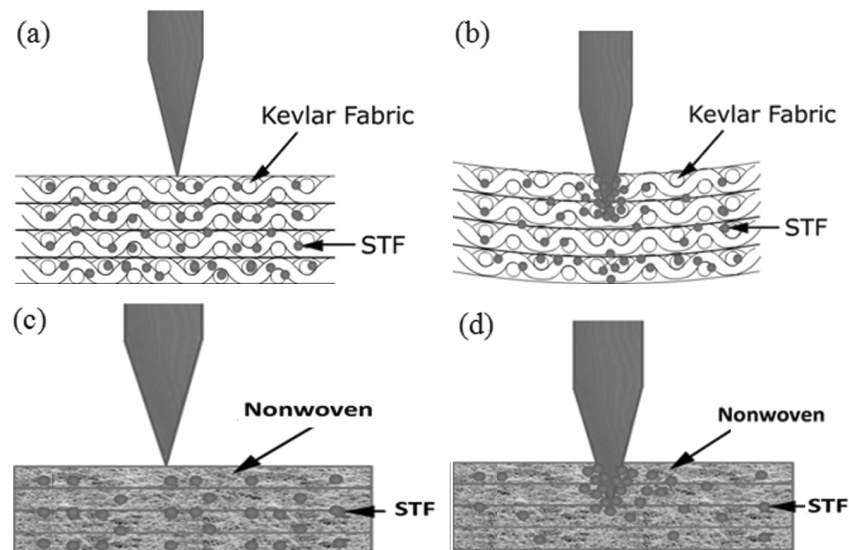 (a)
Kevlar Fabric
STF
(b)
Kevlar Fabric
STF
(c)
Nonwoven
STF
(d)
Nonwoven
STF